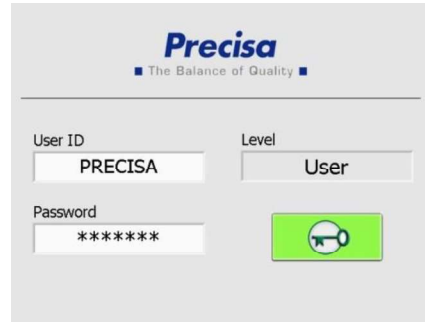 Precisa
■ The Balance of Quality ■
User ID
Level
PRECISA
User
Password
*******